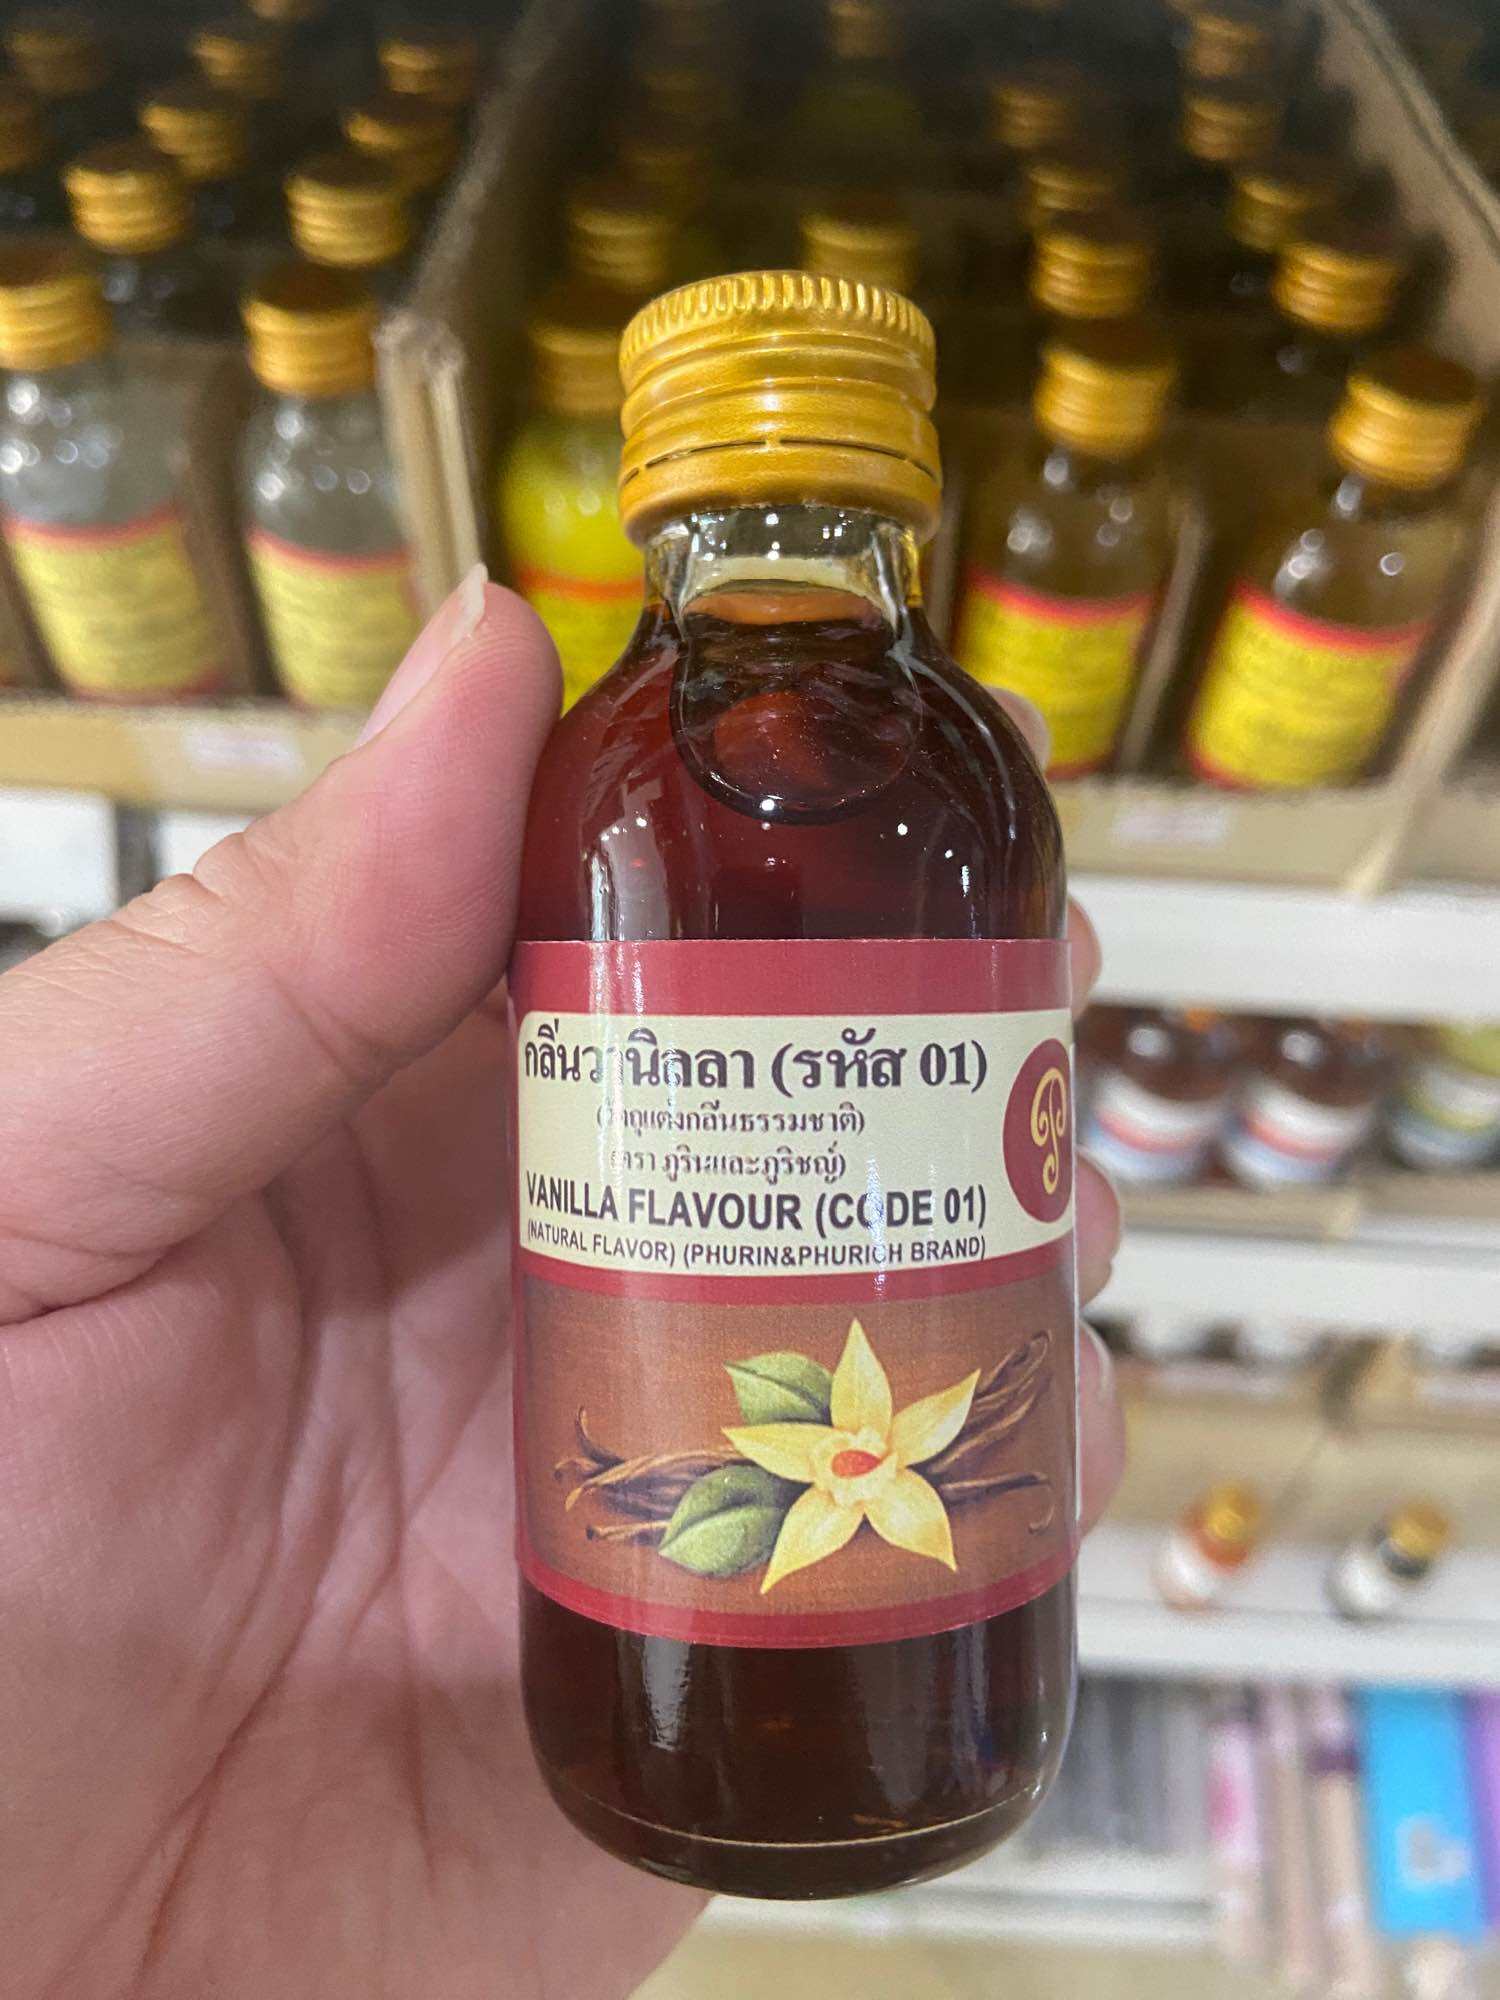 กลิ่นวานิลลา (รหัส 01)
(วัตถุแต่งกลิ่นธรรมชาติ)
(ตรา ภูรินและภูริชญ์)
VANILLA FLAVOUR (CODE 01)
(NATURAL FLAVOR) (PHURIN&PHURICH BRAND)